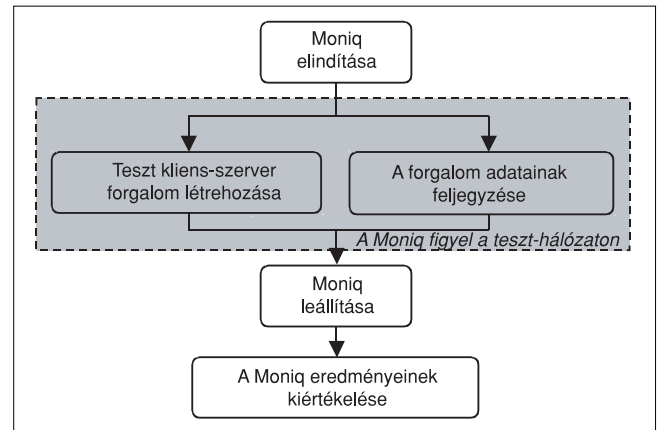 Moniq
elindítása
Teszt kliens-szerver
forgalom létrehozása
A forgalom adatainak
feljegyzése
A Moniq figyel a teszt-hálózaton
Moniq
leállítása
A Moniq eredményeinek
kiértékelése